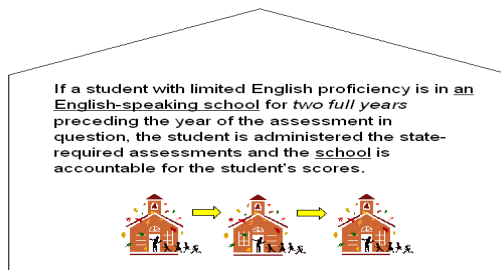 If a student with limited English proficiency is in an
English-speaking school for two full years
preceding the year of the assessment in
question, the student is administered the state-
required assessments and the school is
accountable for the student's scores.